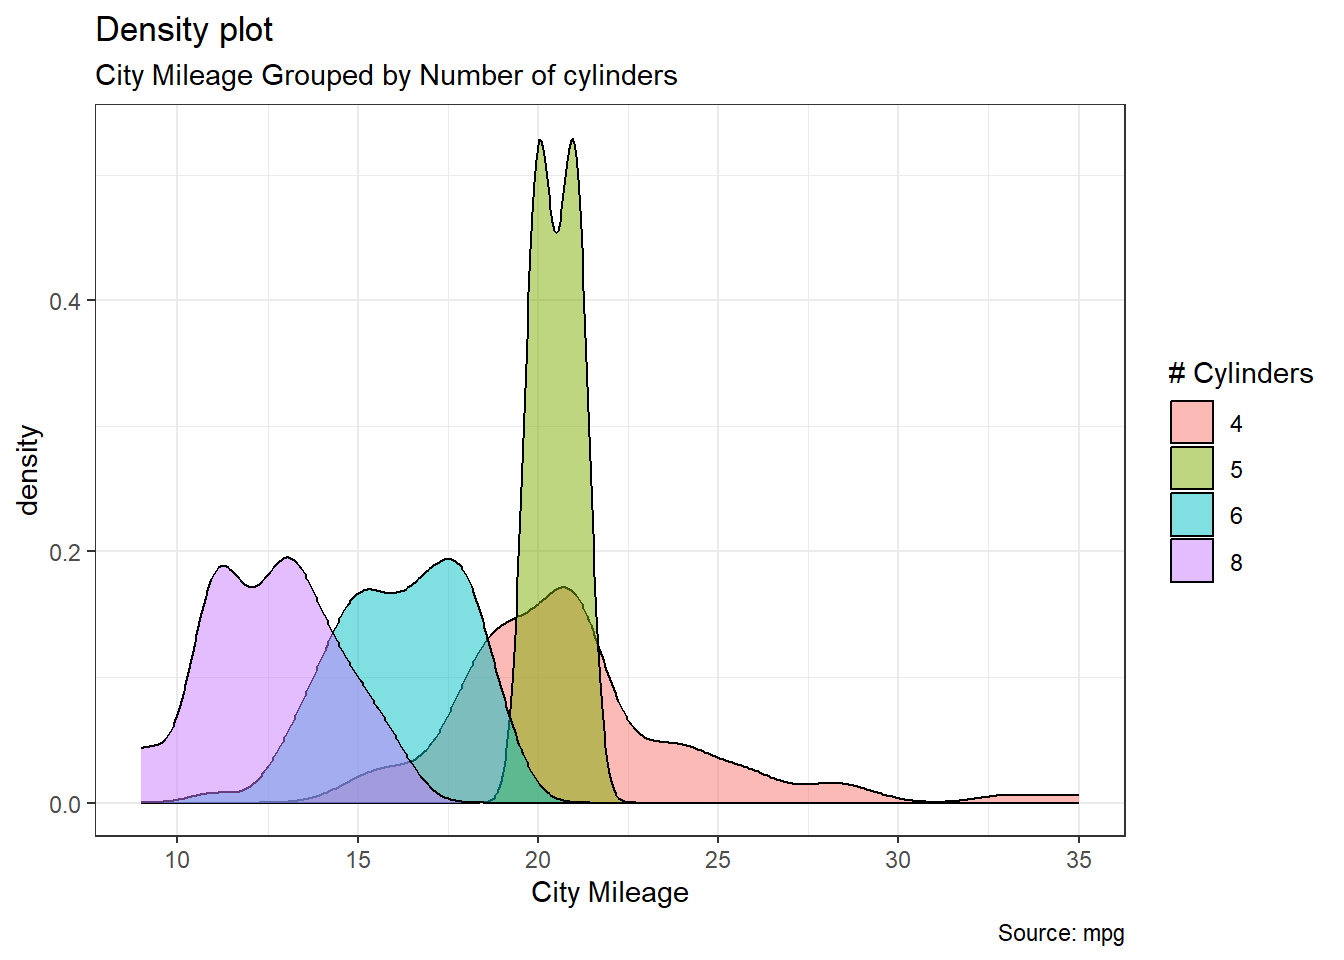 Density plot
City Mileage Grouped by Number of cylinders
density
0.4
0.2
0.0
10 15 20 25 30 35
City Mileage
# Cylinders
4
5
6
8
Source: mpg